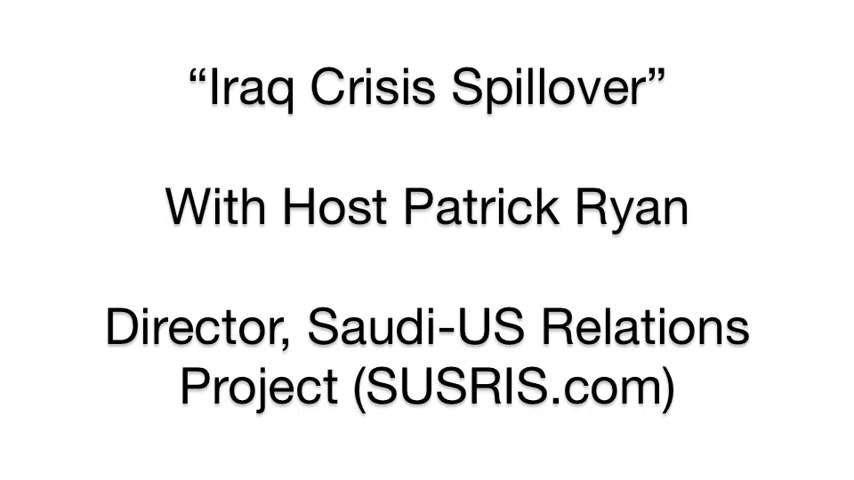 “Iraq Crisis Spillover”
With Host Patrick Ryan
Director, Saudi-US Relations
Project (SUSRIS.com)